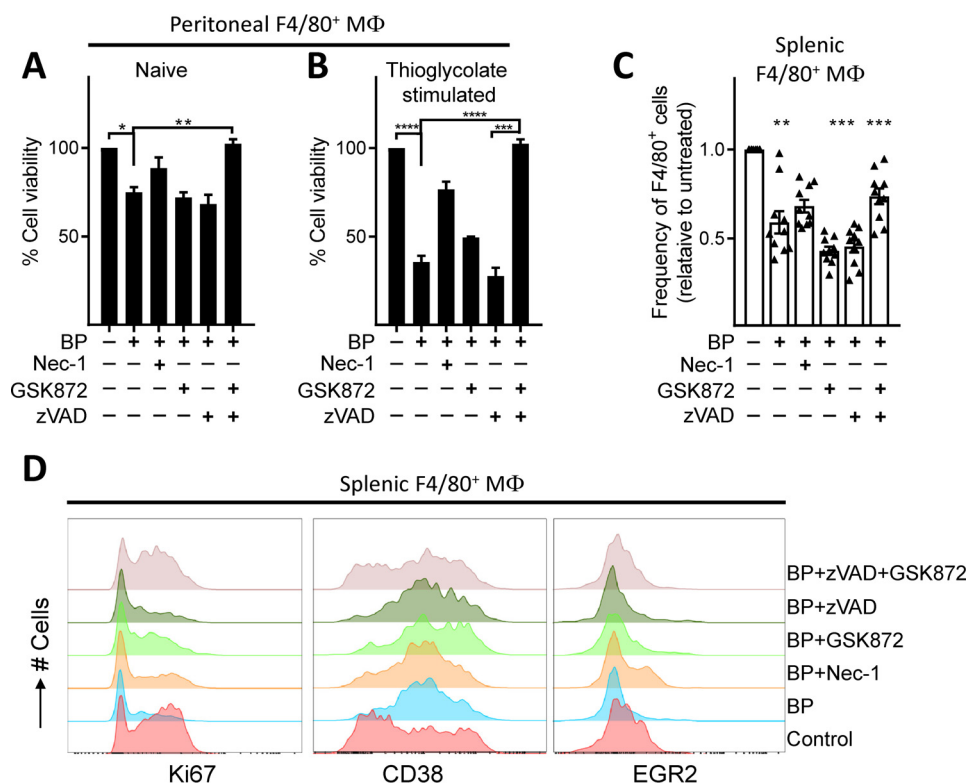 Peritoneal F4/80+ MΦ
A
Naive
B
Thioglycolate
stimulated
C
Splenic
F4/80+ MΦ
% Cell viability
100
50
*
**
% Cell viability
100
50
****
****
***
Frequency of F4/80+ cells
(relataive to untreated)
1.0
0.5
**
***
***
BP − + + + + +
Nec-1 − − + − − −
GSK872 − − − + − +
zVAD − − − − + +
BP − + + + + +
Nec-1 − − + − − −
GSK872 − − − + − +
zVAD − − − − + +
BP − + + + + +
Nec-1 − − + − − −
GSK872 − − − + − +
zVAD − − − − + +
D
Splenic F4/80+ MΦ
# Cells
BP+zVAD+GSK872
BP+zVAD
BP+GSK872
BP+Nec-1
BP
Control
Ki67
CD38
EGR2